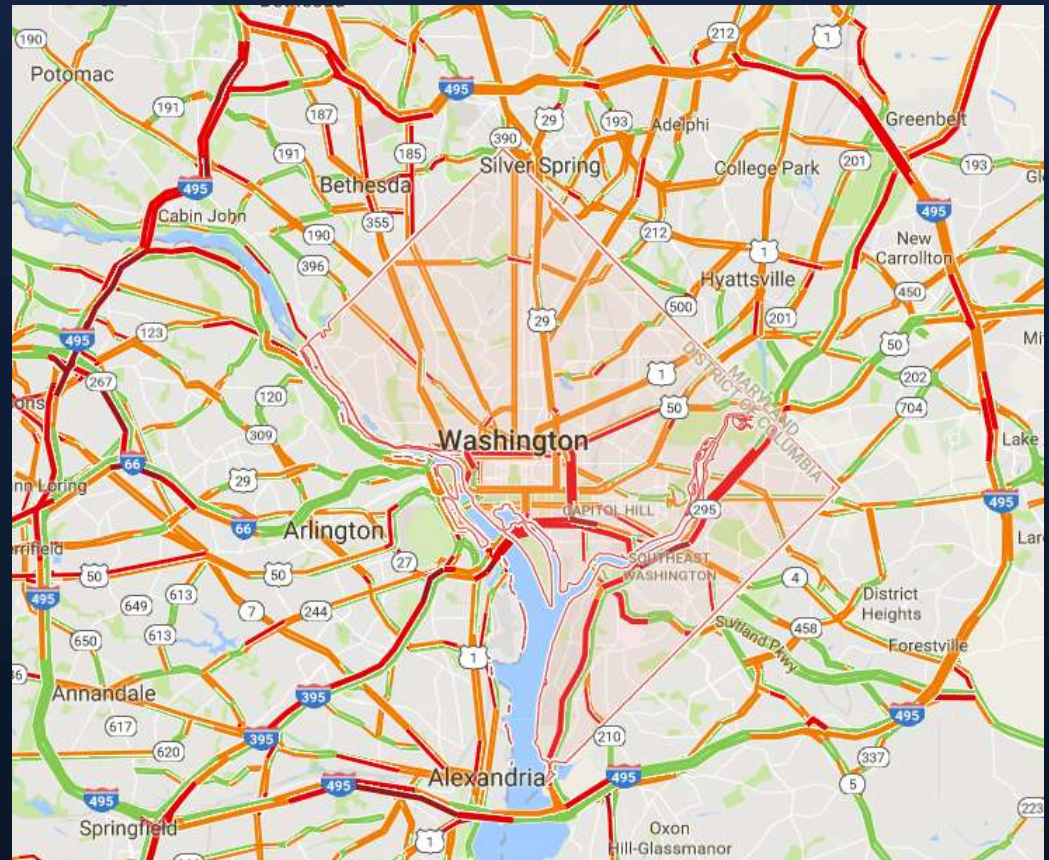 190
Potomac
191
187
191
185
Bethesda
495
Cabin John
355
190
396
495
390
29
193
Silver Spring
Adelphi
212
1
212
Greenbelt
College Park
201
193
495
1
New
Carrollton
Hyattsville
450
500
29
201
50
202
704
495
123
267
120
309
66
29
66
1
50
MARYLAND
DISTRICT OF COLUMBIA
Washington
Lake
495
Arlington
CAPITOL HILL
295
27
SOUTHEAST
WASHINGTON
50
50
495
649
613
7
244
613
650
4
District
Heights
458
Suitland Pkwy
Forestville
1
Annandale
617
395
395
620
495
210
337
5
Alexandria
495
495
495
Springfield
1
Oxon
Hill-Glassmanor
223